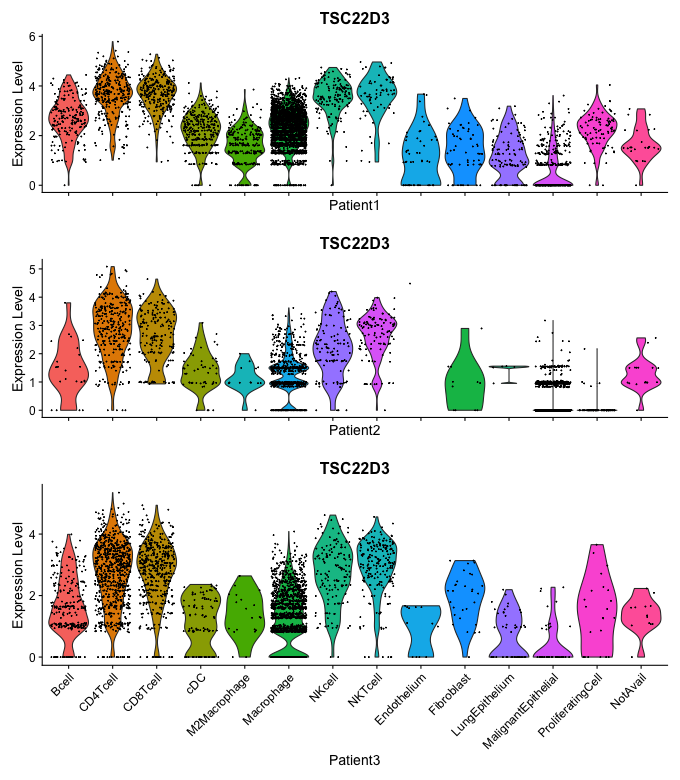 TSC22D3
Expression Level
6
4
2
0
Patient1
TSC22D3
Expression Level
5
4
3
2
1
0
Patient2
TSC22D3
Expression Level
4
2
0
Bcell
CD4Tcell
CD8Tcell
cDC
M2Macrophage
Macrophage
NKcell
NKTcell
Endothelium
Fibroblast
LungEpithelium
MalignantEpithelial
ProliferatingCell
NotAvail
Patient3